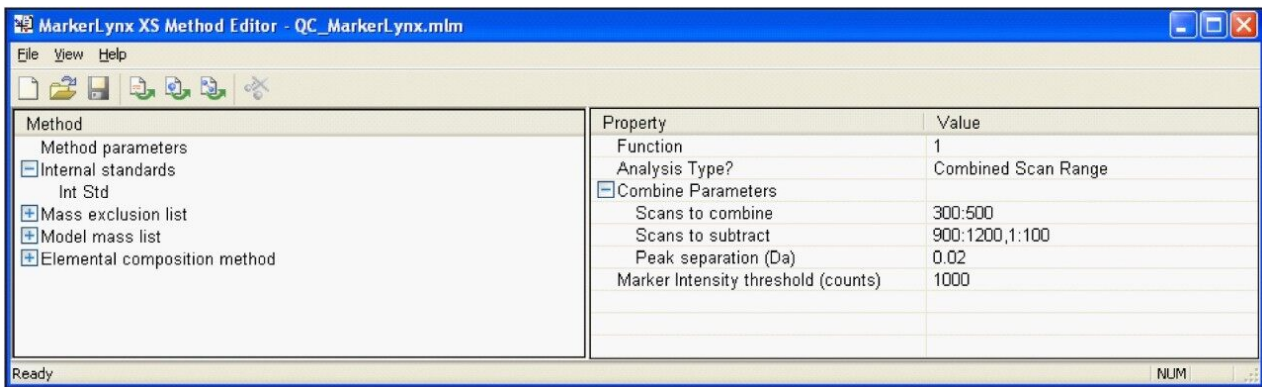 MarkerLynx XS Method Editor - QC_MarkerLynx.mlm
File View Help
Method
Method parameters
Internal standards
Int Std
Mass exclusion list
Model mass list
Elemental composition method
Property Value
Function 1
Analysis Type? Combined Scan Range
Combine Parameters
Scans to combine 300:500
Scans to subtract 900:1200,1:100
Peak separation (Da) 0.02
Marker Intensity threshold (counts) 1000
Ready NUM